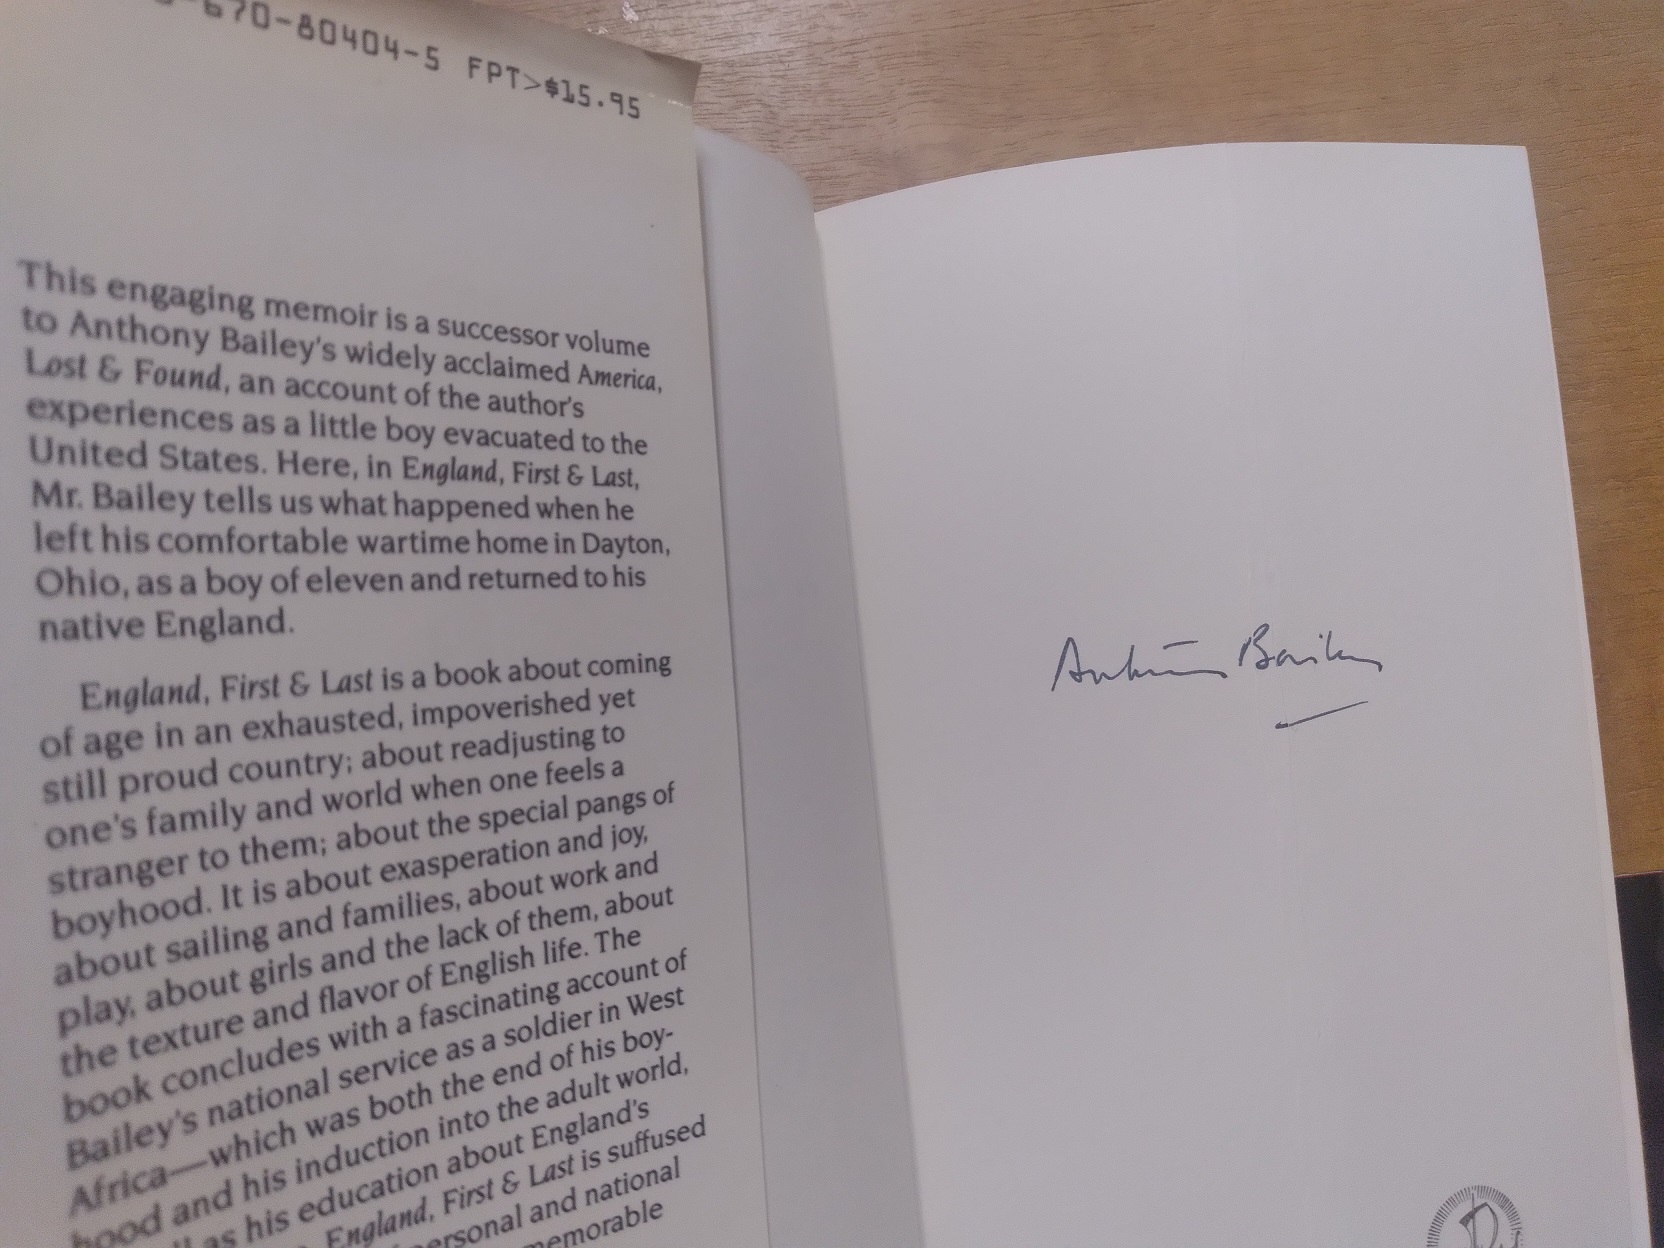 -670-80404-5 FPT>$15.95
This engaging memoir is a successor volume
to Anthony Bailey's widely acclaimed America,
Lost & Found, an account of the author's
experiences as a little boy evacuated to the
United States. Here, in England, First & Last,
Mr. Bailey tells us what happened when he
left his comfortable wartime home in Dayton,
Ohio, as a boy of eleven and returned to his
native England.
England, First & Last is a book about coming
of age in an exhausted, impoverished yet
still proud country; about readjusting to
one's family and world when one feels a
stranger to them; about the special pangs of
boyhood. It is about exasperation and joy,
about sailing and families, about work and
play, about girls and the lack of them, about
the texture and flavor of English life. The
book concludes with a fascinating account of
Bailey's national service as a soldier in West
Africa—which was both the end of his boy-
hood and his induction into the adult world,
as his education about England's
England, First & Last is suffused
personal and national
memorable
Anthony Bailey